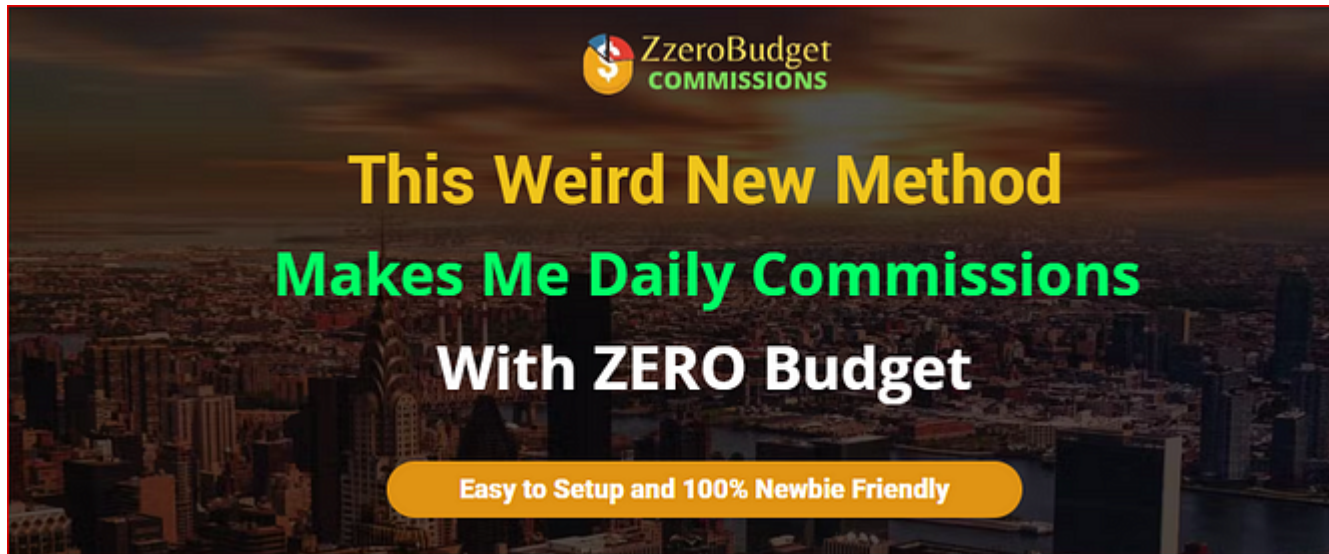 ZzeroBudget
COMMISSIONS
This Weird New Method
Makes Me Daily Commissions
With ZERO Budget
Easy to Setup and 100% Newbie Friendly